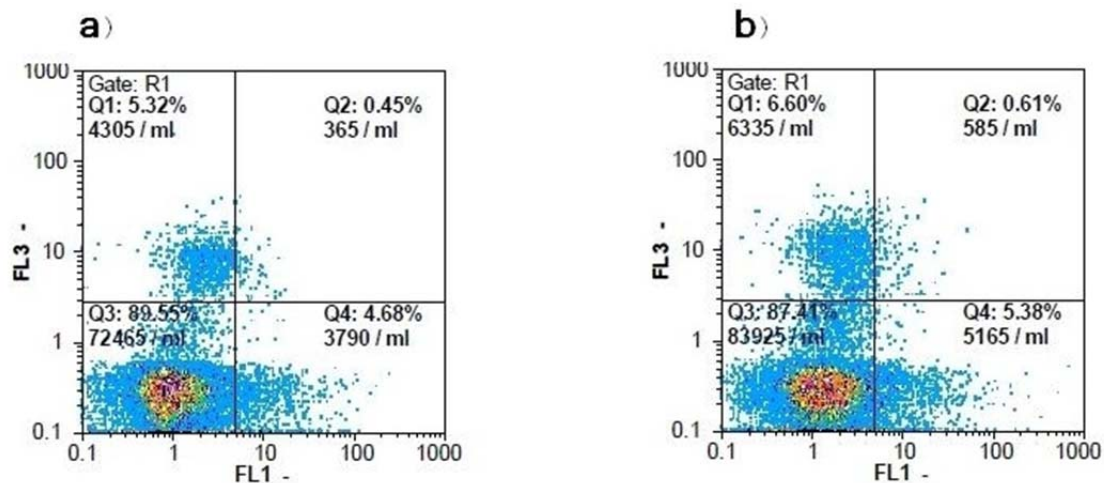 a)
1000
100
10
1
0.1
FL3 -
Gate: R1
Q1: 5.32%
4305 / ml
Q2: 0.45%
365 / ml
Q3: 89.55%
72465 / ml
Q4: 4.68%
3790 / ml
0.1 1 10 100 1000
FL1 -
b)
1000
100
10
1
0.1
FL3 -
Gate: R1
Q1: 6.60%
6335 / ml
Q2: 0.61%
585 / ml
Q3: 87.41%
83925 / ml
Q4: 5.38%
5165 / ml
0.1 1 10 100 1000
FL1 -